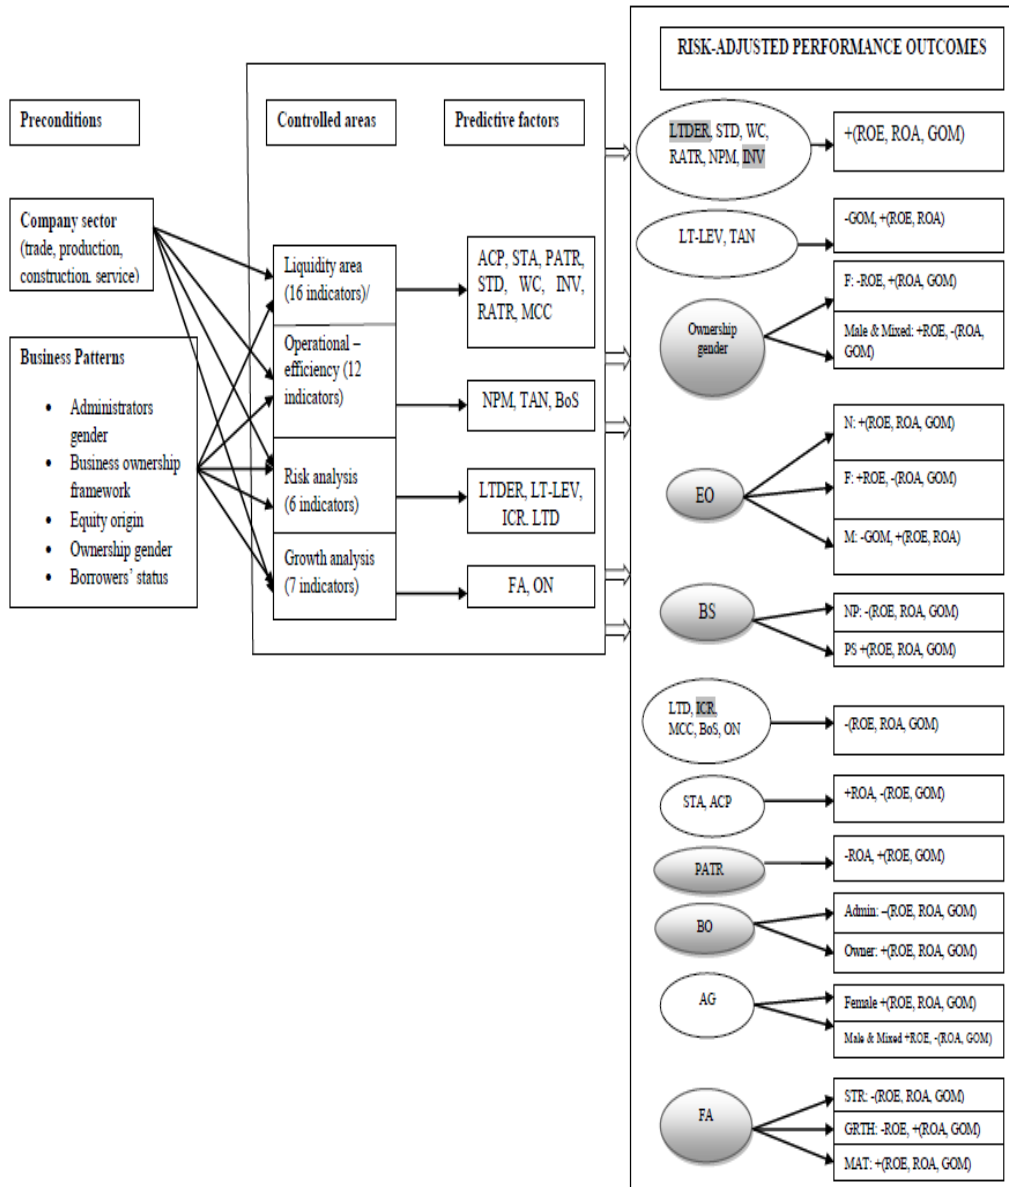 RISK-ADJUSTED PERFORMANCE OUTCOMES
Preconditions
Controlled areas
Predictive factors
Company sector
(trade, production,
construction. service)
Business Patterns
• Administrators
gender
• Business ownership
framework
• Equity origin
• Ownership gender
• Borrowers' status
Liquidity area
(16 indicators)/
Operational –
efficiency (12
indicators)
Risk analysis
(6 indicators)
Growth analysis
(7 indicators)
ACP, STA, PATR,
STD, WC, INV,
RATR, MCC
NPM, TAN, BoS
LTDER, LT-LEV,
ICR. LTD
FA, ON
LTDER, STD, WC,
RATR, NPM, INV
+(ROE, ROA, GOM)
LT-LEV, TAN
-GOM, +(ROE, ROA)
Ownership
gender
F: -ROE, +(ROA, GOM)
Male & Mixed: +ROE, -(ROA,
GOM)
EO
N: +(ROE, ROA, GOM)
F: +ROE, -(ROA, GOM)
M: -GOM, +(ROE, ROA)
BS
NP: -(ROE, ROA, GOM)
PS +(ROE, ROA, GOM)
LTD, ICR,
MCC, BoS, ON
-(ROE, ROA, GOM)
STA, ACP
+ROA, -(ROE, GOM)
PATR
-ROA, +(ROE, GOM)
BO
Admin: –(ROE, ROA, GOM)
Owner: +(ROE, ROA, GOM)
AG
Female +(ROE, ROA, GOM)
Male & Mixed +ROE, -(ROA, GOM)
FA
STR: -(ROE, ROA, GOM)
GRTH: -ROE, +(ROA, GOM)
MAT: +(ROE, ROA, GOM)